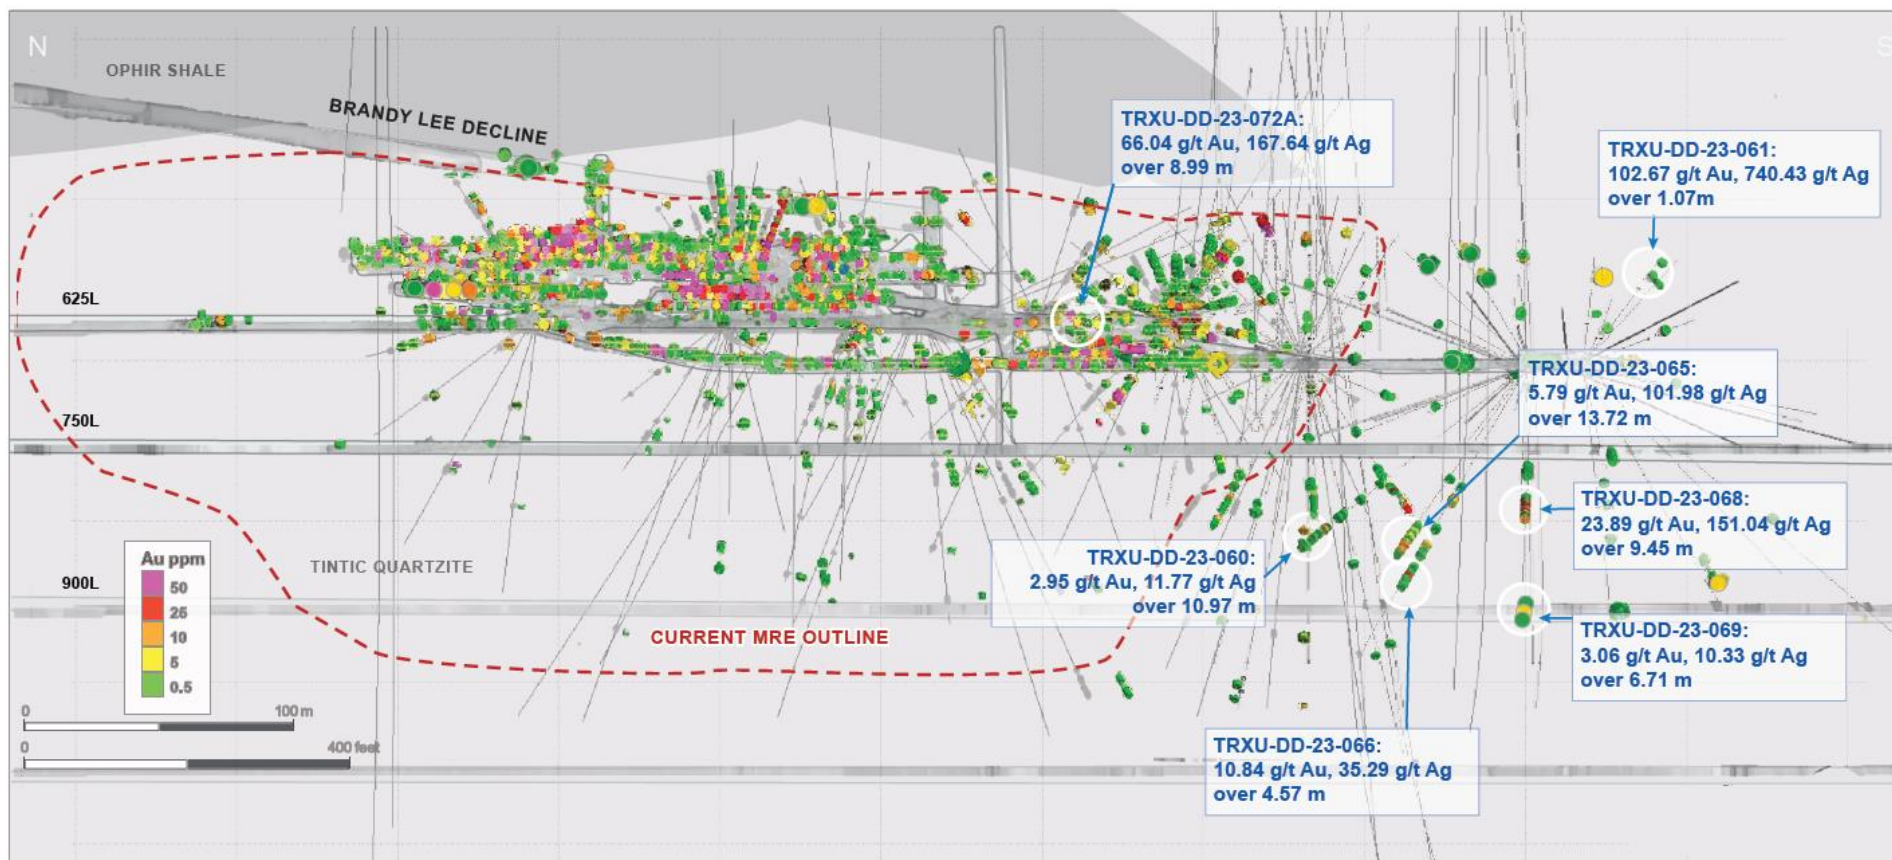 N
S
OPHIR SHALE
BRANDY LEE DECLINE
TRXU-DD-23-072A:
66.04 g/t Au, 167.64 g/t Ag
over 8.99 m
TRXU-DD-23-061:
102.67 g/t Au, 740.43 g/t Ag
over 1.07m
625L
TRXU-DD-23-065:
5.79 g/t Au, 101.98 g/t Ag
over 13.72 m
750L
TRXU-DD-23-068:
23.89 g/t Au, 151.04 g/t Ag
over 9.45 m
TRXU-DD-23-060:
2.95 g/t Au, 11.77 g/t Ag
over 10.97 m
TINTIC QUARTZITE
900L
CURRENT MRE OUTLINE
TRXU-DD-23-069:
3.06 g/t Au, 10.33 g/t Ag
over 6.71 m
TRXU-DD-23-066:
10.84 g/t Au, 35.29 g/t Ag
over 4.57 m
Au ppm
50
25
10
5
0.5
0 100 m
0 400 feet